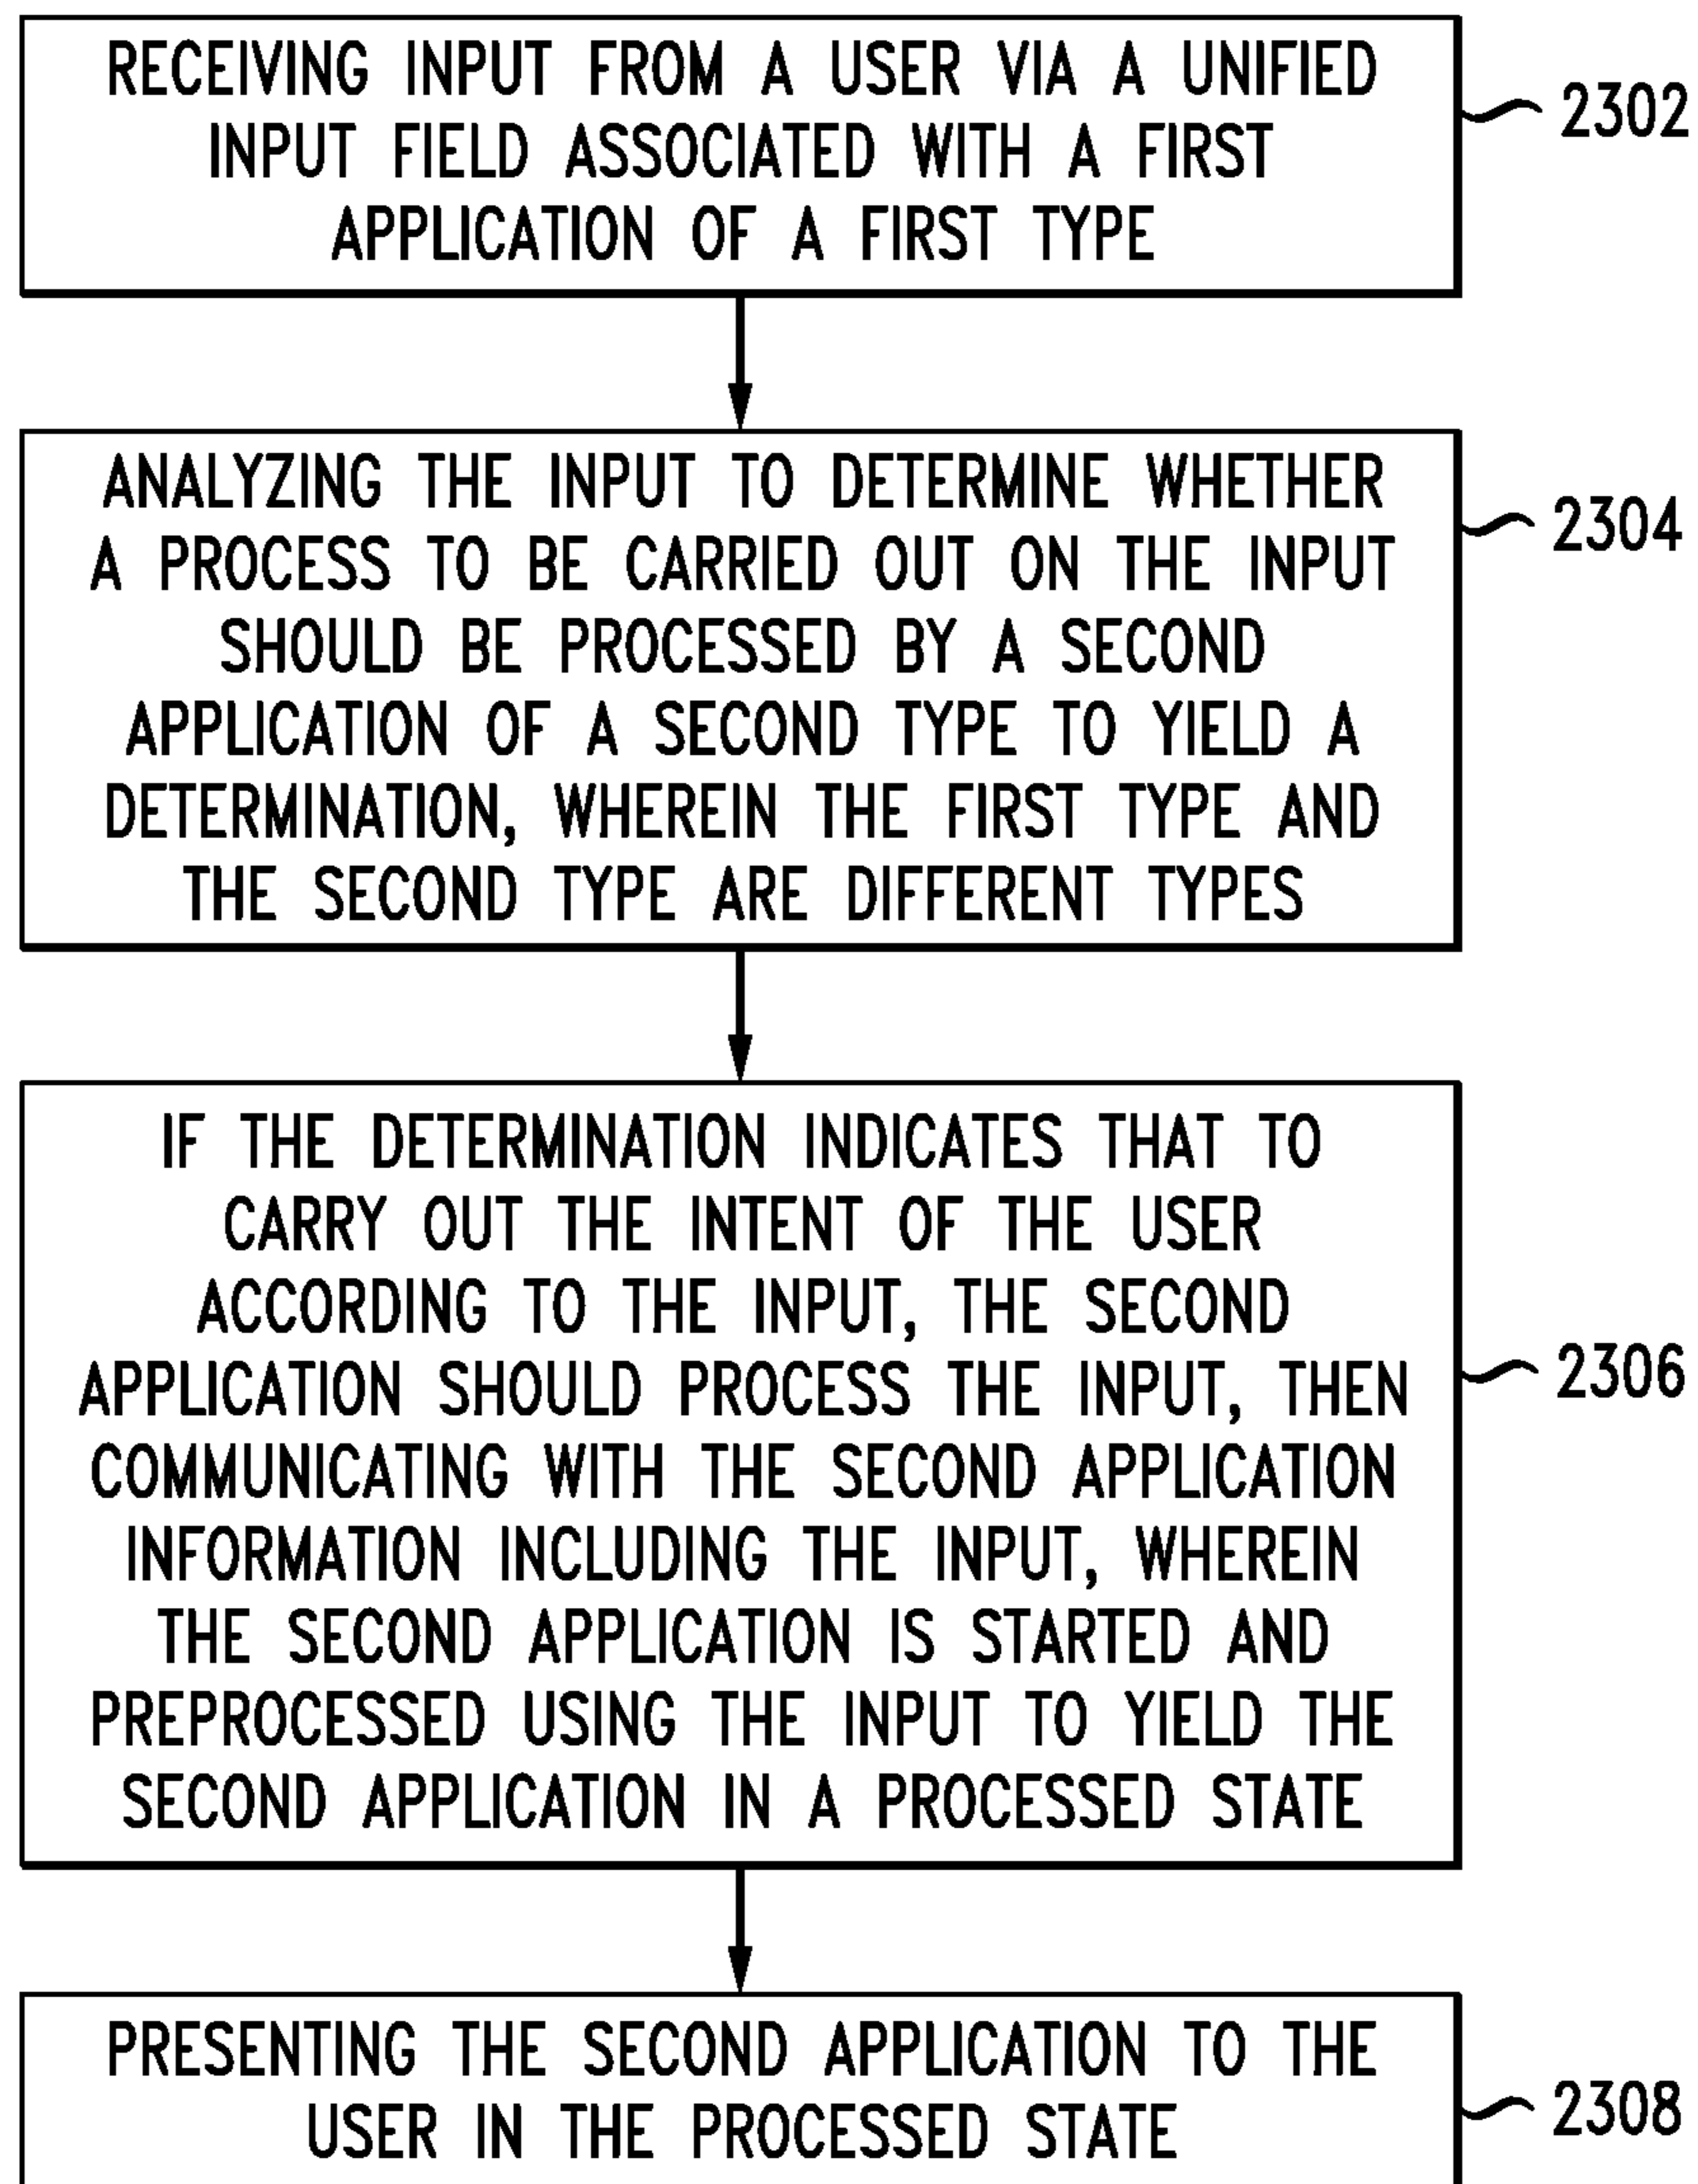 RECEIVING INPUT FROM A USER VIA A UNIFIED
INPUT FIELD ASSOCIATED WITH A FIRST
APPLICATION OF A FIRST TYPE
2302
ANALYZING THE INPUT TO DETERMINE WHETHER
A PROCESS TO BE CARRIED OUT ON THE INPUT
SHOULD BE PROCESSED BY A SECOND
APPLICATION OF A SECOND TYPE TO YIELD A
DETERMINATION, WHEREIN THE FIRST TYPE AND
THE SECOND TYPE ARE DIFFERENT TYPES
2304
IF THE DETERMINATION INDICATES THAT TO
CARRY OUT THE INTENT OF THE USER
ACCORDING TO THE INPUT, THE SECOND
APPLICATION SHOULD PROCESS THE INPUT, THEN
COMMUNICATING WITH THE SECOND APPLICATION
INFORMATION INCLUDING THE INPUT, WHEREIN
THE SECOND APPLICATION IS STARTED AND
PREPROCESSED USING THE INPUT TO YIELD THE
SECOND APPLICATION IN A PROCESSED STATE
2306
PRESENTING THE SECOND APPLICATION TO THE
USER IN THE PROCESSED STATE
2308